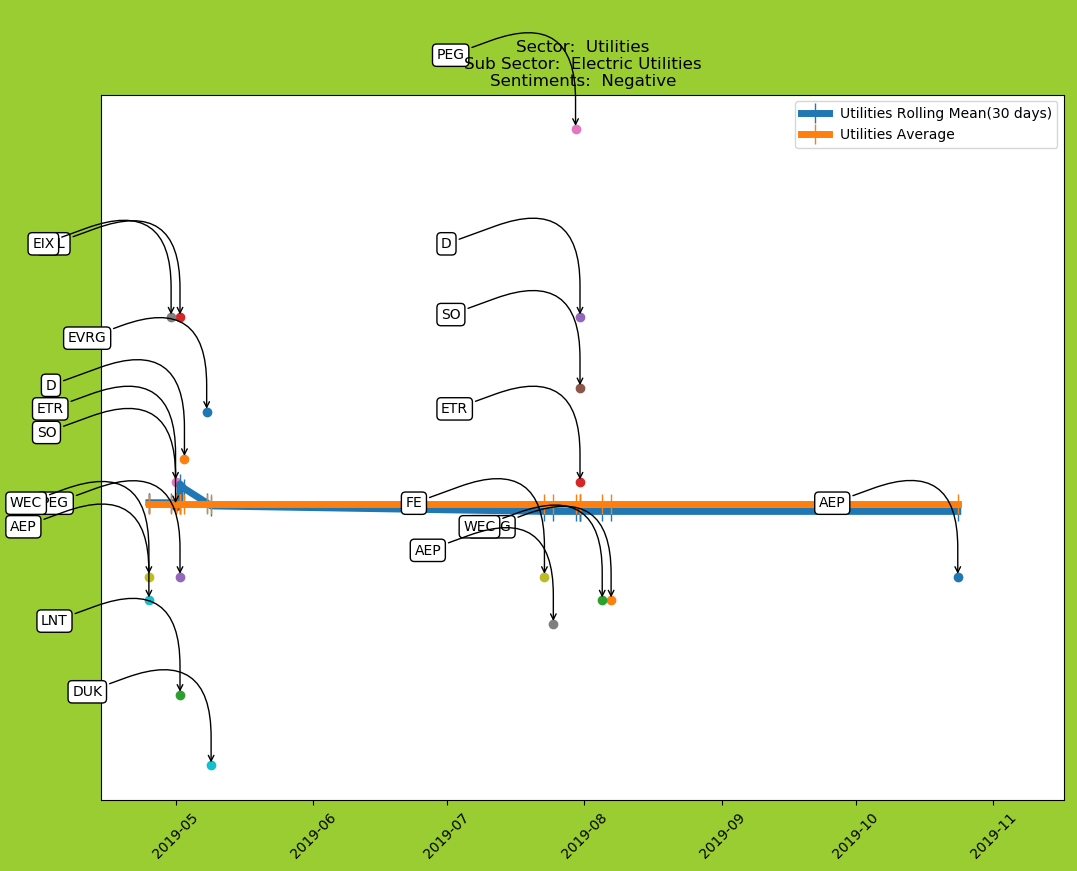 PEG
Sector:  Utilities
Sub Sector:  Electric Utilities
Sentiments:  Negative
Utilities Rolling Mean(30 days)
Utilities Average
EIX
L
D
SO
EVRG
D
ETR
ETR
SO
WEC
PEG
FE
AEP
AEP
WEC
G
AEP
LNT
DUK
2019-05
2019-06
2019-07
2019-08
2019-09
2019-10
2019-11